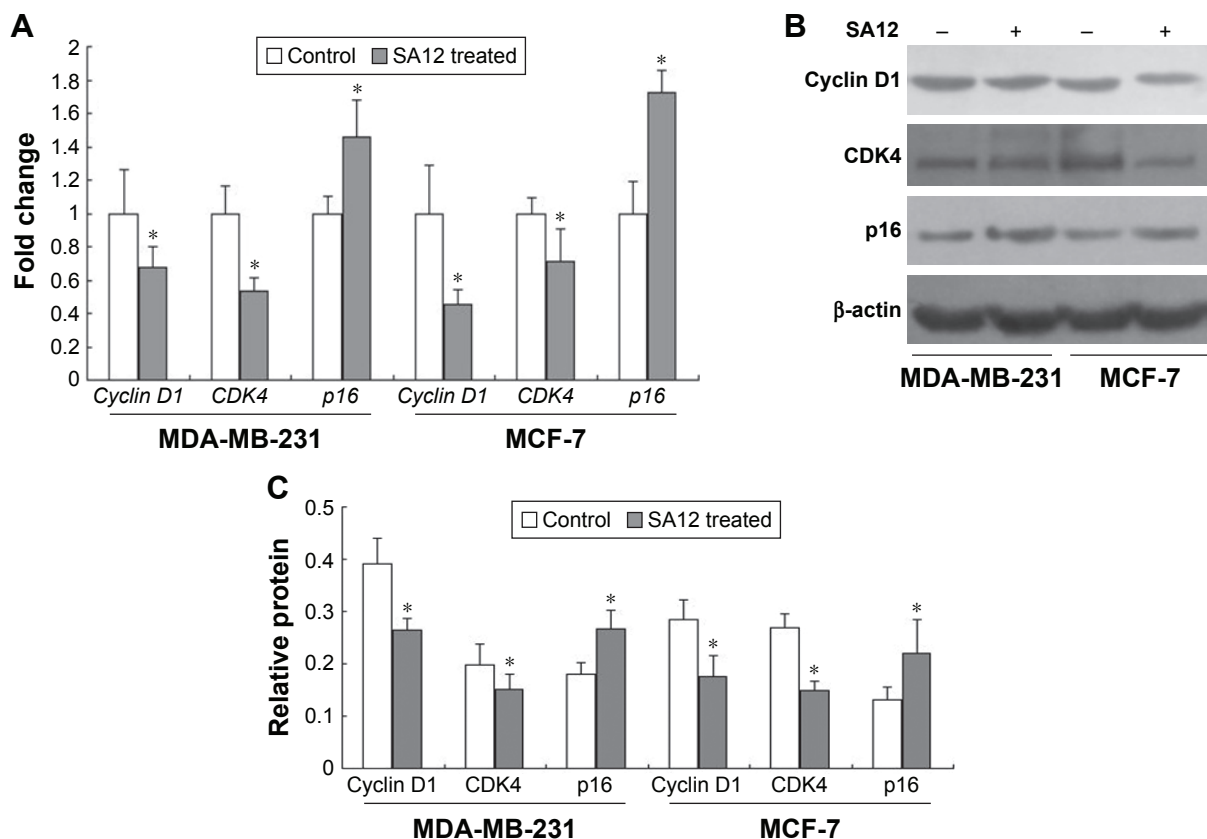 A
Control SA12 treated
Fold change
2
1.8
1.6
1.4
1.2
1
0.8
0.6
0.4
0.2
0
* * * * * *
Cyclin D1 CDK4 p16 Cyclin D1 CDK4 p16
MDA-MB-231 MCF-7
B
SA12 – + – +
Cyclin D1
CDK4
p16
β-actin
MDA-MB-231 MCF-7
C
Control SA12 treated
Relative protein
0.5
0.4
0.3
0.2
0.1
0
* * * * * *
Cyclin D1 CDK4 p16 Cyclin D1 CDK4 p16
MDA-MB-231 MCF-7